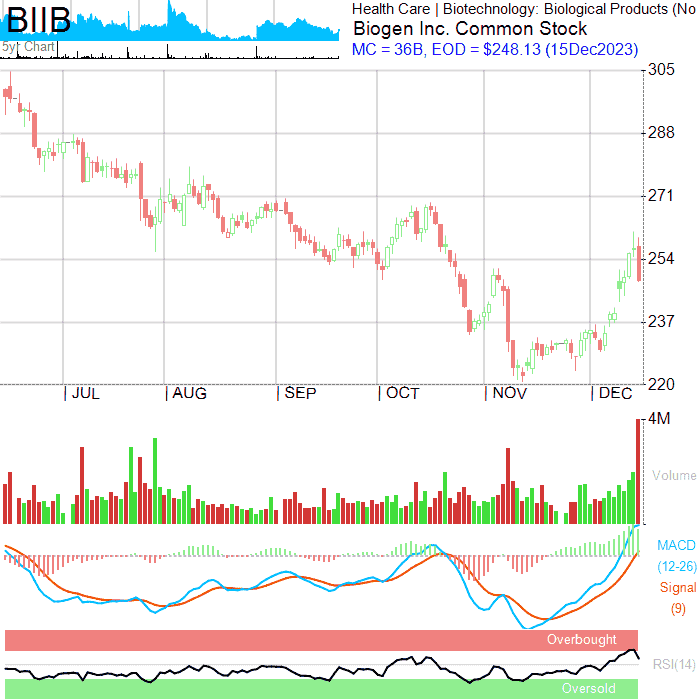 BIIB
5yr Chart
Health Care | Biotechnology: Biological Products (No
Biogen Inc. Common Stock
MC = 36B, EOD = $248.13 (15Dec2023)
305
288
271
254
237
220
| JUL | AUG | SEP | OCT | NOV | DEC
4M
Volume
MACD
(12-26)
Signal
(9)
Overbought
RSI(14)
Oversold